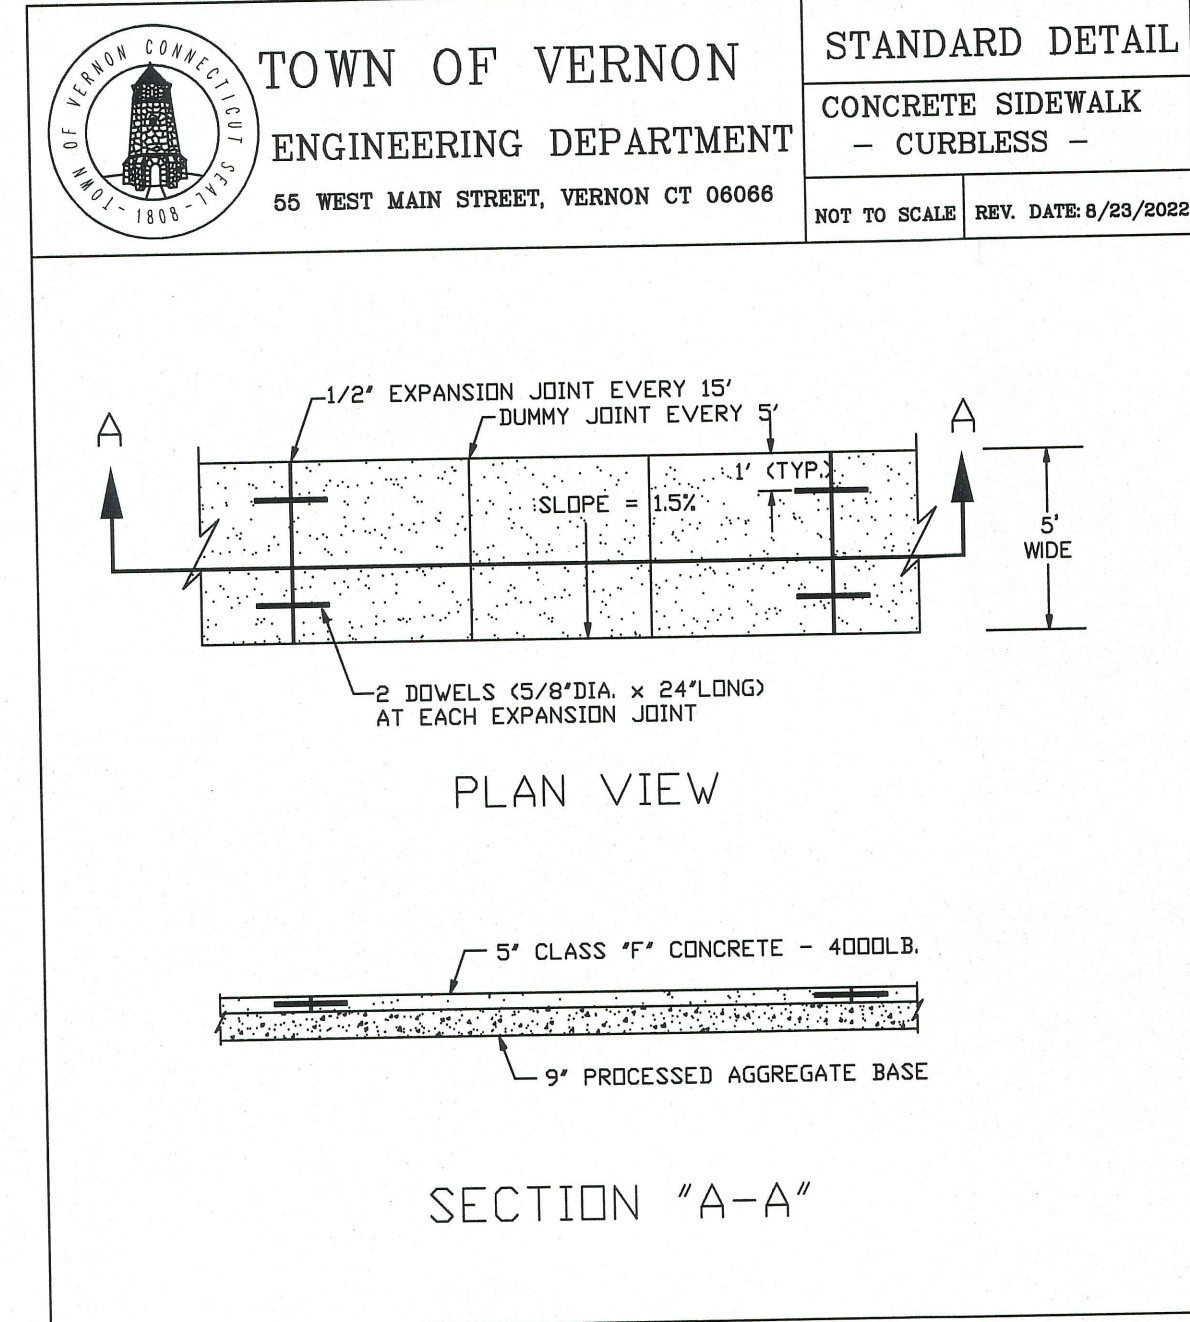 TOWN OF VERNON CONNECTICUT SEAL
- 1808 -
TOWN OF VERNON
ENGINEERING DEPARTMENT
55 WEST MAIN STREET, VERNON CT 06066
STANDARD DETAIL
CONCRETE SIDEWALK
- CURBLESS -
NOT TO SCALE
REV. DATE: 8/23/2022
1/2" EXPANSION JOINT EVERY 15'
DUMMY JOINT EVERY 5'
A
A
1' (TYP.)
SLOPE = 1.5%
5'
WIDE
2 DOWELS (5/8"DIA. x 24"LONG)
AT EACH EXPANSION JOINT
PLAN VIEW
5" CLASS "F" CONCRETE - 4000LB.
9" PROCESSED AGGREGATE BASE
SECTION "A-A"